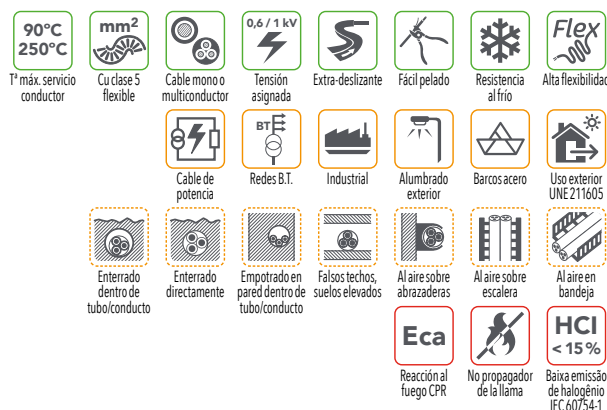 90°C
250°C
Tª máx. servicio
conductor
mm²
Cu clase 5
flexible
Cable mono o
multiconductor
0,6 / 1 kV
Tensión
asignada
Extra-deslizante
Fácil pelado
Resistencia
al frío
Flex
Alta flexibilidad
Cable de
potencia
BT
Redes B.T.
Industrial
Alumbrado
exterior
Barcos acero
Uso exterior
UNE 211605
Enterrado
dentro de
tubo/conducto
Enterrado
directamente
Empotrado en
pared dentro de
tubo/conducto
Falsos techos,
suelos elevados
Al aire sobre
abrazaderas
Al aire sobre
escalera
Al aire en
bandeja
Eca
Reacción al
fuego CPR
No propagador
de la llama
HCl
< 15 %
Baixa emissão
de halogênio
IEC 60754-1